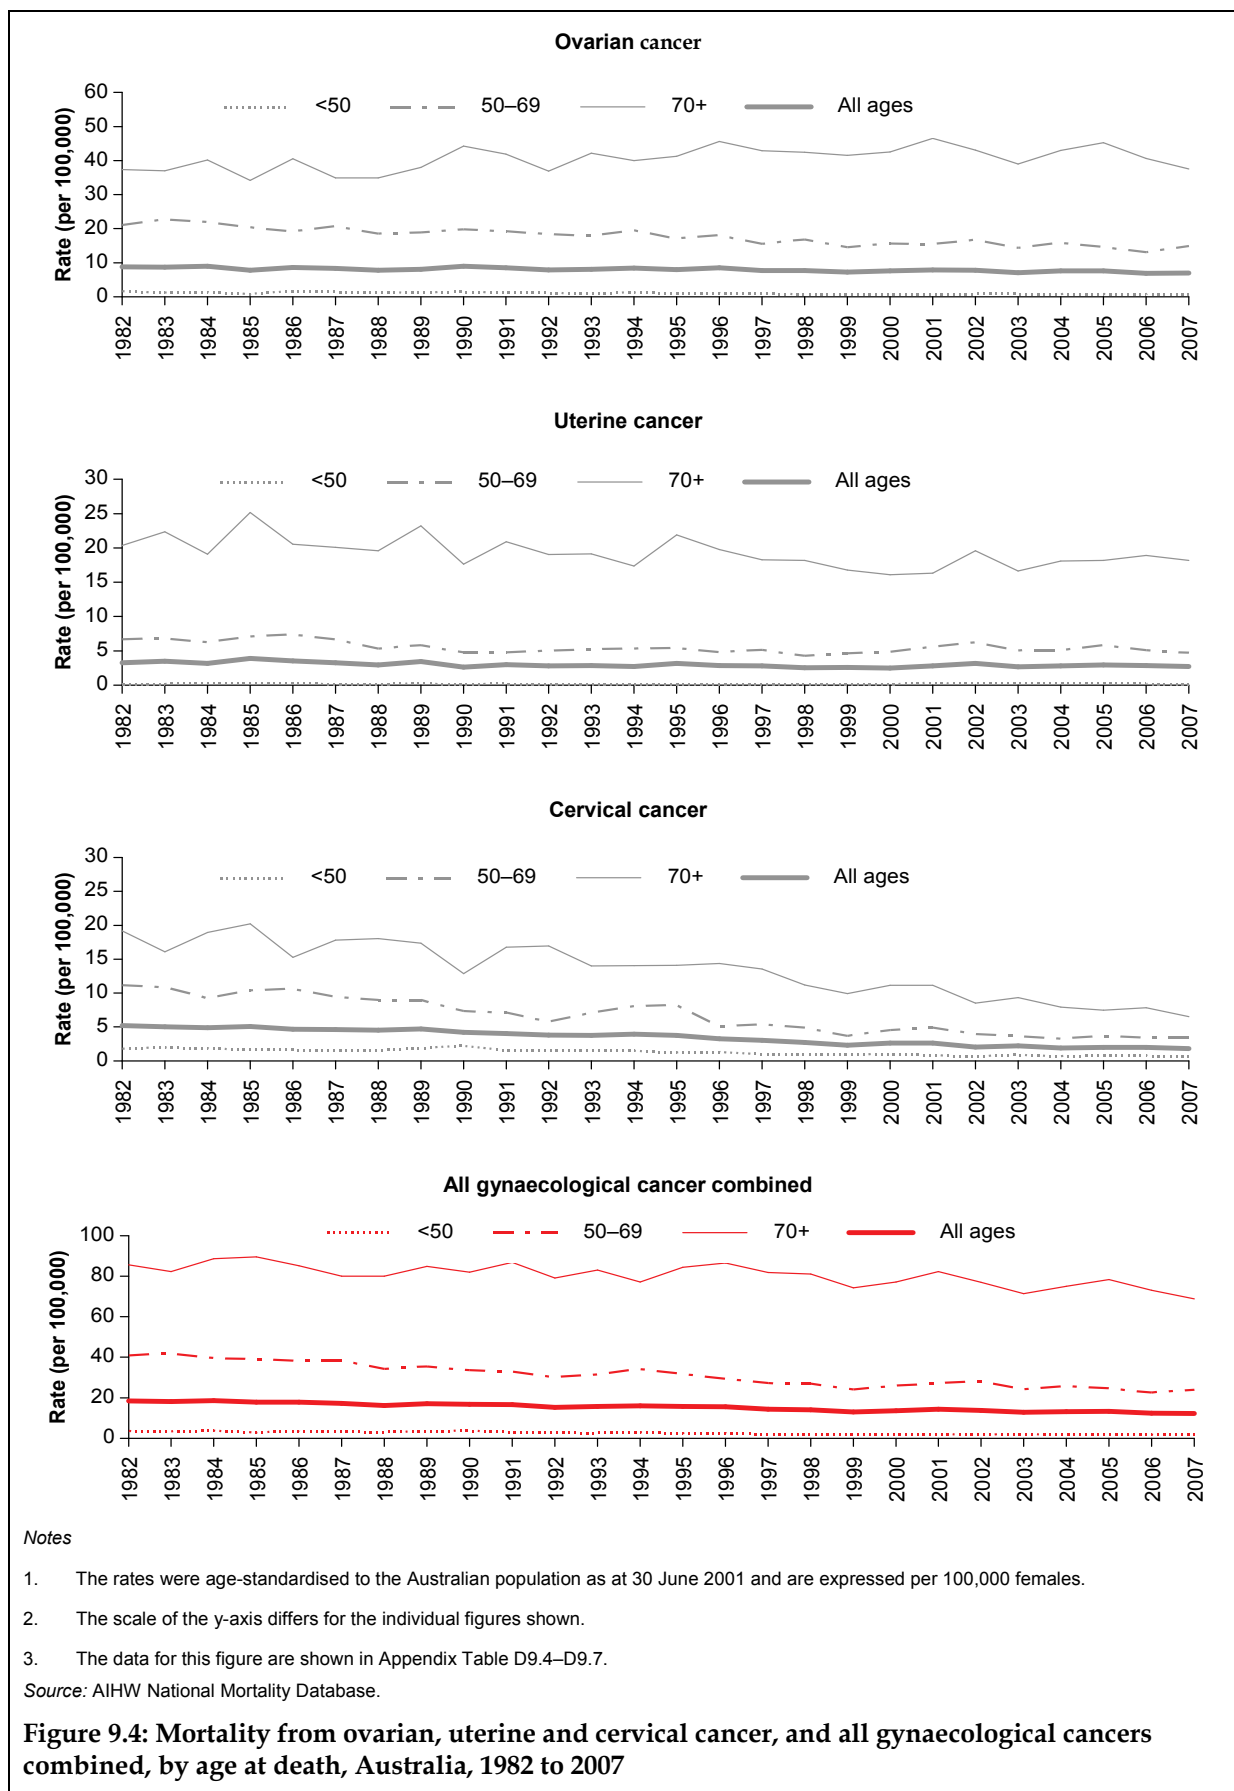 Ovarian cancer
<50 50–69 70+ All ages
Rate (per 100,000)
60
50
40
30
20
10
0
1982 1983 1984 1985 1986 1987 1988 1989 1990 1991 1992 1993 1994 1995 1996 1997 1998 1999 2000 2001 2002 2003 2004 2005 2006 2007
Uterine cancer
<50 50–69 70+ All ages
Rate (per 100,000)
30
25
20
15
10
5
0
1982 1983 1984 1985 1986 1987 1988 1989 1990 1991 1992 1993 1994 1995 1996 1997 1998 1999 2000 2001 2002 2003 2004 2005 2006 2007
Cervical cancer
<50 50–69 70+ All ages
Rate (per 100,000)
30
25
20
15
10
5
0
1982 1983 1984 1985 1986 1987 1988 1989 1990 1991 1992 1993 1994 1995 1996 1997 1998 1999 2000 2001 2002 2003 2004 2005 2006 2007
All gynaecological cancer combined
<50 50–69 70+ All ages
Rate (per 100,000)
100
80
60
40
20
0
1982 1983 1984 1985 1986 1987 1988 1989 1990 1991 1992 1993 1994 1995 1996 1997 1998 1999 2000 2001 2002 2003 2004 2005 2006 2007
Notes
1. The rates were age-standardised to the Australian population as at 30 June 2001 and are expressed per 100,000 females.
2. The scale of the y-axis differs for the individual figures shown.
3. The data for this figure are shown in Appendix Table D9.4–D9.7.
Source: AIHW National Mortality Database.
Figure 9.4: Mortality from ovarian, uterine and cervical cancer, and all gynaecological cancers
combined, by age at death, Australia, 1982 to 2007